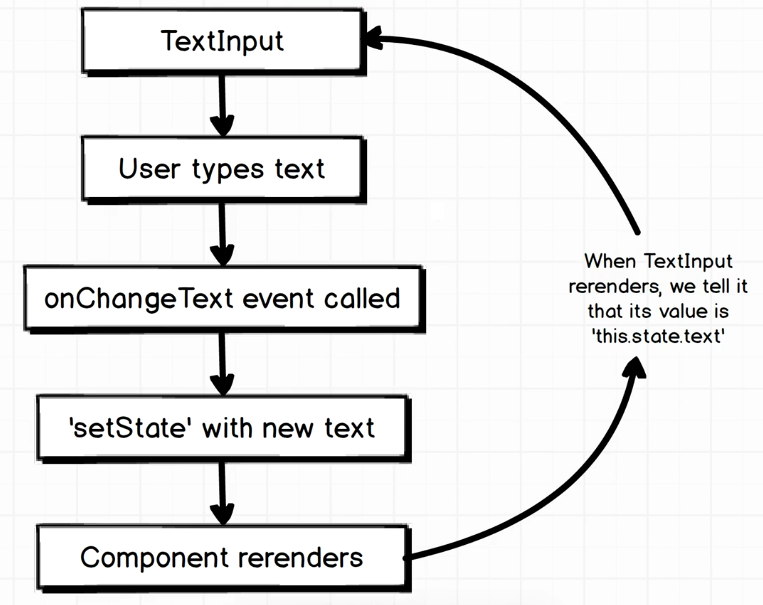 TextInput
User types text
onChangeText event called
'setState' with new text
Component rerenders
When TextInput
rerenders, we tell it
that its value is
'this.state.text'